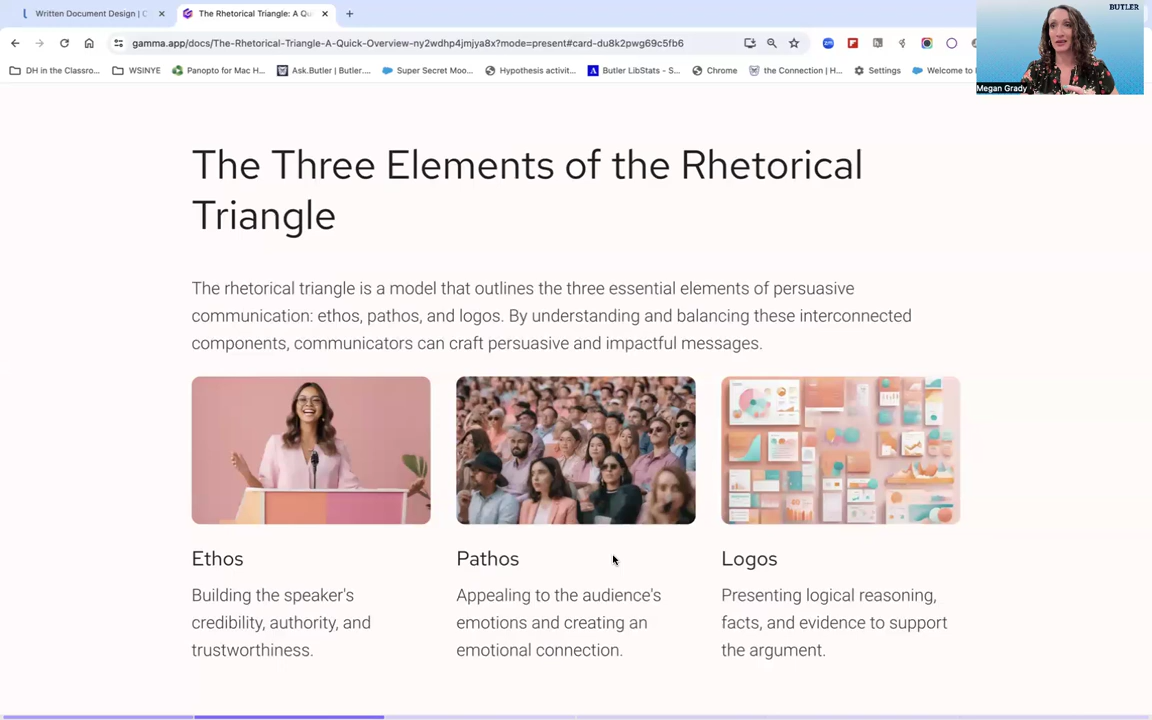 Written Document Design | C
The Rhetorical Triangle: A Qu
gamma.app/docs/The-Rhetorical-Triangle-A-Quick-Overview-ny2wdhp4jmjya8x?mode=present#card-du8k2pwg69c5fb6
DH in the Classro...
WSINYE
Panopto for Mac H...
Ask.Butler | Butler....
Super Secret Moo...
Hypothesis activit...
Butler LibStats – S...
Chrome
the Connection | H...
Settings
Welcome to
BUTLER
Megan Grady
The Three Elements of the Rhetorical
Triangle
The rhetorical triangle is a model that outlines the three essential elements of persuasive
communication: ethos, pathos, and logos. By understanding and balancing these interconnected
components, communicators can craft persuasive and impactful messages.
Ethos
Building the speaker's
credibility, authority, and
trustworthiness.
Pathos
Appealing to the audience's
emotions and creating an
emotional connection.
Logos
Presenting logical reasoning,
facts, and evidence to support
the argument.